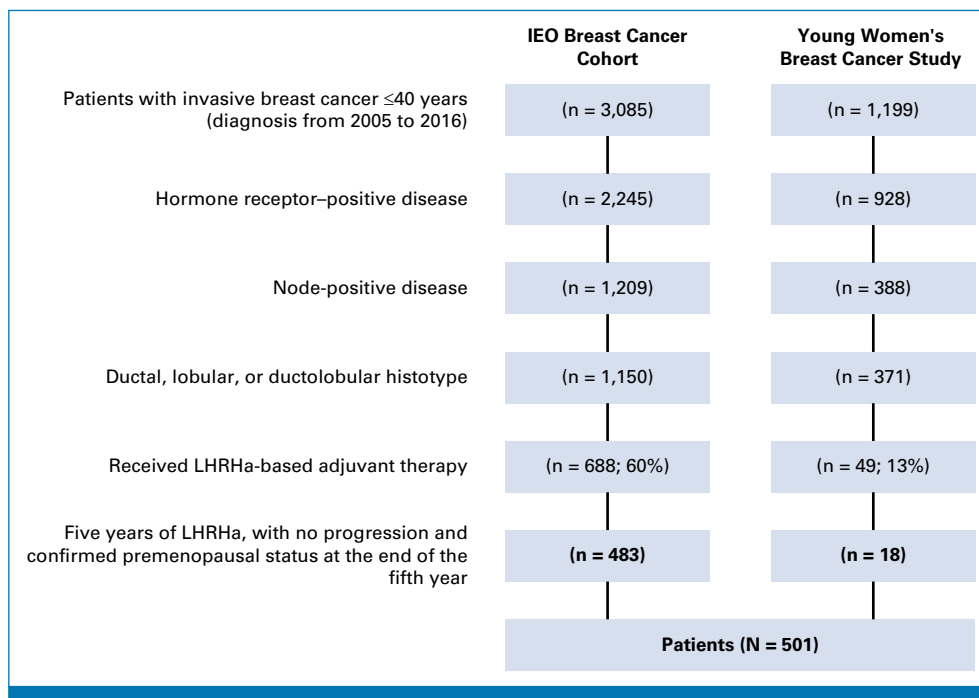 IEO Breast Cancer
Cohort
Young Women's
Breast Cancer Study
Patients with invasive breast cancer ≤40 years
(diagnosis from 2005 to 2016)
(n = 3,085)
(n = 1,199)
Hormone receptor–positive disease
(n = 2,245)
(n = 928)
Node-positive disease
(n = 1,209)
(n = 388)
Ductal, lobular, or ductolobular histotype
(n = 1,150)
(n = 371)
Received LHRHa-based adjuvant therapy
(n = 688; 60%)
(n = 49; 13%)
Five years of LHRHa, with no progression and
confirmed premenopausal status at the end of the
fifth year
(n = 483)
(n = 18)
Patients (N = 501)